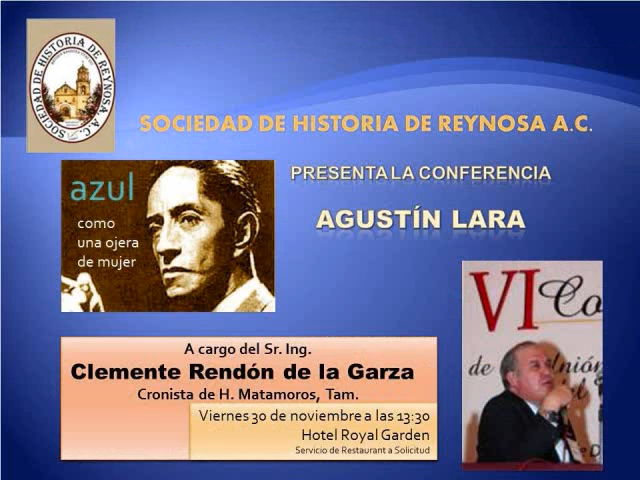 SOCIEDAD DE HISTORIA DE REYNOSA, A.C.
SOCIEDAD DE HISTORIA DE REYNOSA A.C.
PRESENTA LA CONFERENCIA
AGUSTÍN LARA
azul
como
una ojera
de mujer
VI Co
de
A cargo del Sr. Ing.
Clemente Rendón de la Garza
Cronista de H. Matamoros, Tam.
Viernes 30 de noviembre a las 13:30
Hotel Royal Garden
Servicio de Restaurant a Solicitud